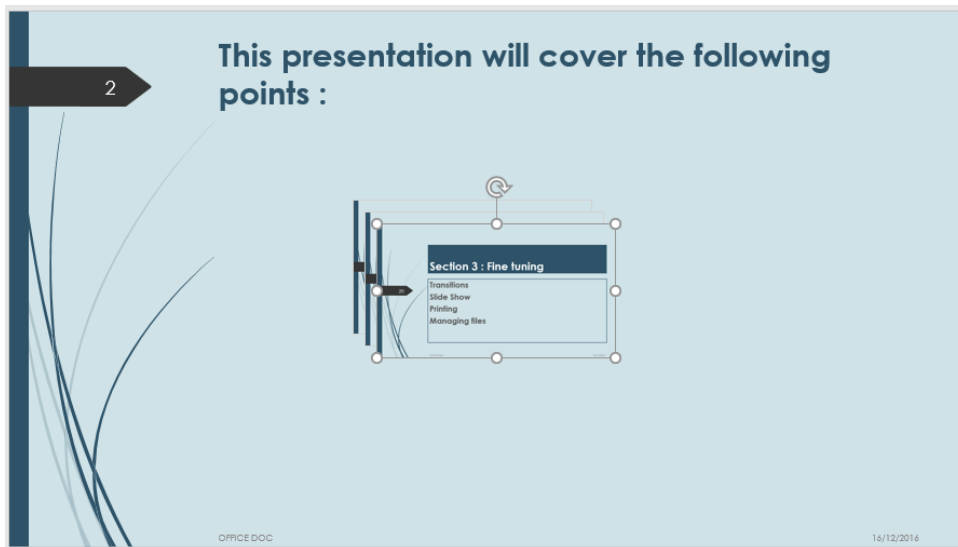 This presentation will cover the following
points :
2
Section 3 : Fine tuning
Transitions
Slide Show
Printing
Managing files
OFFICE DOC
16/12/2016